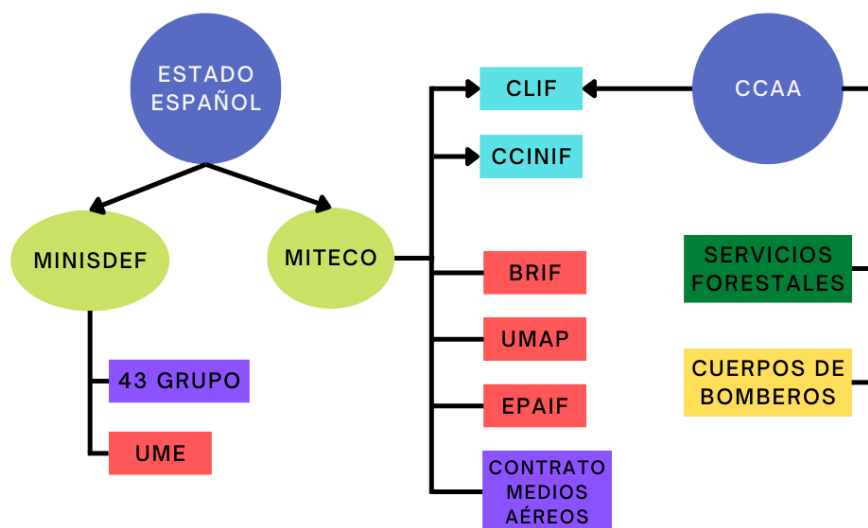 ESTADO
ESPAÑOL
CLIF
CCAA
CCINIF
MINISDEF
MITECO
BRIF
SERVICIOS
FORESTALES
UMAP
43 GRUPO
CUERPOS DE
BOMBEROS
EPAIF
UME
CONTRATO
MEDIOS
AÉREOS